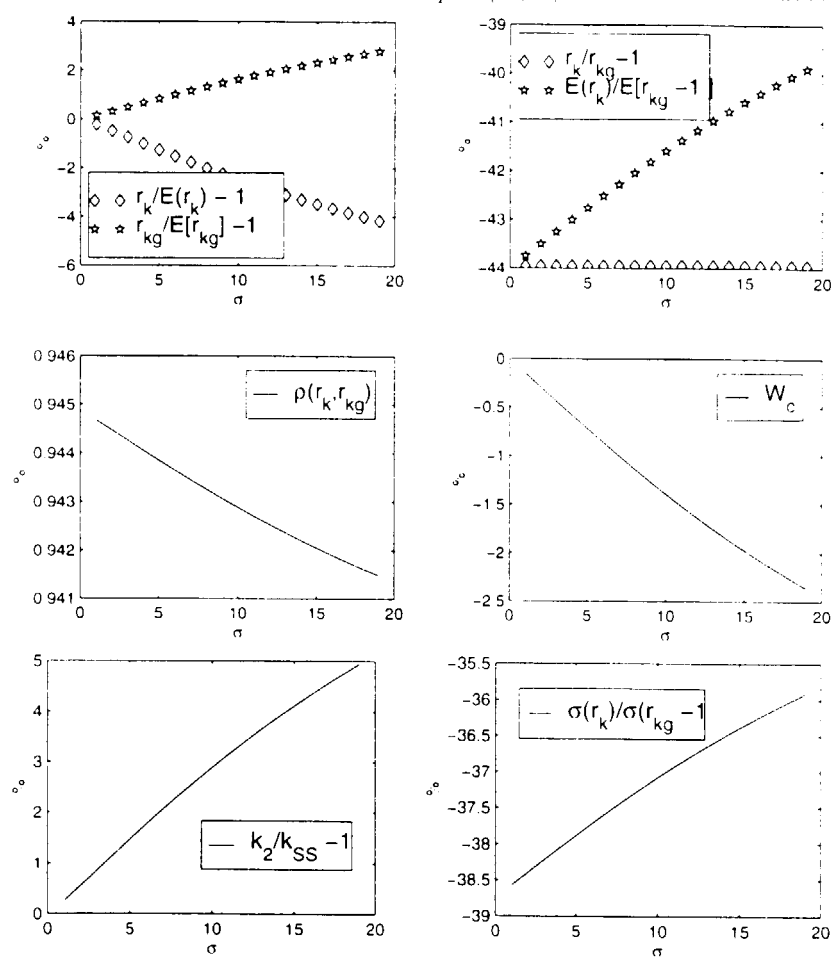 4
2
0
-2
-4
-6
0 5 10 15 20
σ
r_k/E(r_k) - 1
r_kg/E[r_kg] -1
-39
-40
-41
-42
-43
-44
0 5 10 15 20
σ
r_k/r_kg -1
E(r_k)/E[r_kg -1
0 946
0.945
0 944
0 943
0 942
0 941
0 5 10 15 20
σ
ρ(r_k,r_kg)
0
-0.5
-1
-1.5
-2
-2.5
0 5 10 15 20
σ
W_c
5
4
3
2
1
0
0 5 10 15 20
σ
k_2/k_SS -1
-35.5
-36
-36.5
-37
-37.5
-38
-38.5
-39
0 5 10 15 20
σ
σ(r_k)/σ(r_kg -1